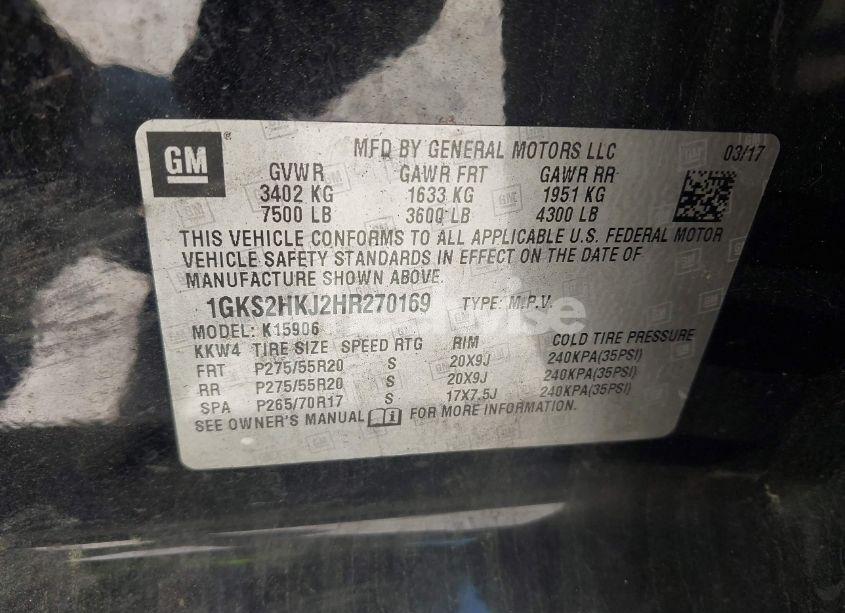 GM
MFD BY GENERAL MOTORS LLC 03/17
GVWR GAWR FRT GAWR RR
3402 KG 1633 KG 1951 KG
7500 LB 3600 LB 4300 LB
THIS VEHICLE CONFORMS TO ALL APPLICABLE U.S. FEDERAL MOTOR
VEHICLE SAFETY STANDARDS IN EFFECT ON THE DATE OF
MANUFACTURE SHOWN ABOVE.
1GKS2HKJ2HR270169 TYPE: M.P.V.
MODEL: K15906
KKW4 TIRE SIZE SPEED RTG RIM COLD TIRE PRESSURE
FRT P275/55R20 S 20X9J 240KPA(35PSI)
RR P275/55R20 S 20X9J 240KPA(35PSI)
SPA P265/70R17 S 17X7.5J 240KPA(35PSI)
SEE OWNER'S MANUAL FOR MORE INFORMATION.